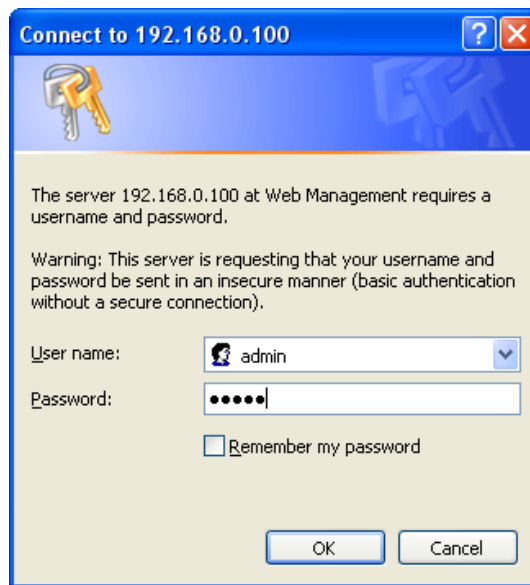 Connect to 192.168.0.100
The server 192.168.0.100 at Web Management requires a
username and password.
Warning: This server is requesting that your username and
password be sent in an insecure manner (basic authentication
without a secure connection).
User name:
admin
Password:
●●●●●
Remember my password
OK
Cancel